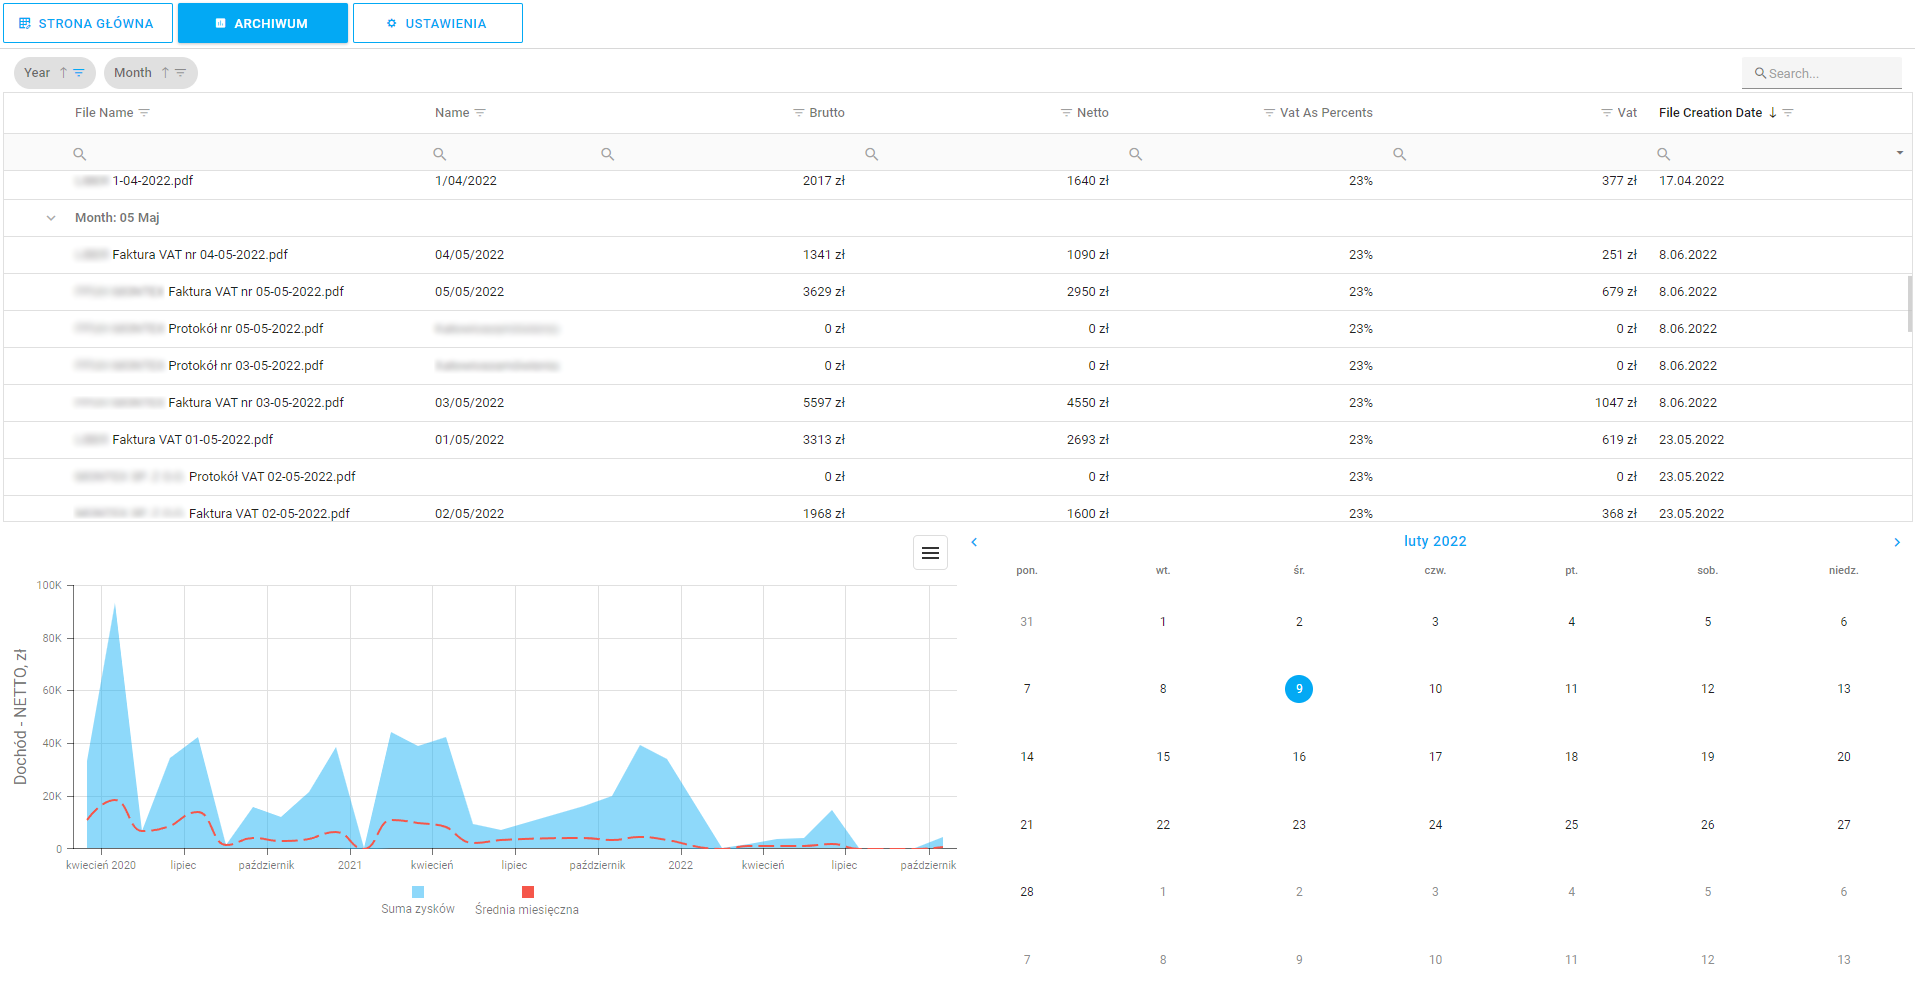 STRONA GŁÓWNA ARCHIWUM USTAWIENIA
Year Month Search...
File Name Name Brutto Netto Vat As Percents Vat File Creation Date
1-04-2022.pdf 1/04/2022 2017 zł 1640 zł 23% 377 zł 17.04.2022
Month: 05 Maj
Faktura VAT nr 04-05-2022.pdf 04/05/2022 1341 zł 1090 zł 23% 251 zł 8.06.2022
Faktura VAT nr 05-05-2022.pdf 05/05/2022 3629 zł 2950 zł 23% 679 zł 8.06.2022
Protokół nr 05-05-2022.pdf 0 zł 0 zł 23% 0 zł 8.06.2022
Protokół nr 03-05-2022.pdf 0 zł 0 zł 23% 0 zł 8.06.2022
Faktura VAT nr 03-05-2022.pdf 03/05/2022 5597 zł 4550 zł 23% 1047 zł 8.06.2022
Faktura VAT 01-05-2022.pdf 01/05/2022 3313 zł 2693 zł 23% 619 zł 23.05.2022
Protokół VAT 02-05-2022.pdf 0 zł 0 zł 23% 0 zł 23.05.2022
Faktura VAT 02-05-2022.pdf 02/05/2022 1968 zł 1600 zł 23% 368 zł 23.05.2022
Dochód - NETTO, zł
100K
80K
60K
40K
20K
0
kwiecień 2020 lipiec październik 2021 kwiecień lipiec październik 2022 kwiecień lipiec październik
Suma zysków Średnia miesięczna
luty 2022
pon. wt. śr. czw. pt. sob. niedz.
31 1 2 3 4 5 6
7 8 9 10 11 12 13
14 15 16 17 18 19 20
21 22 23 24 25 26 27
28 1 2 3 4 5 6
7 8 9 10 11 12 13